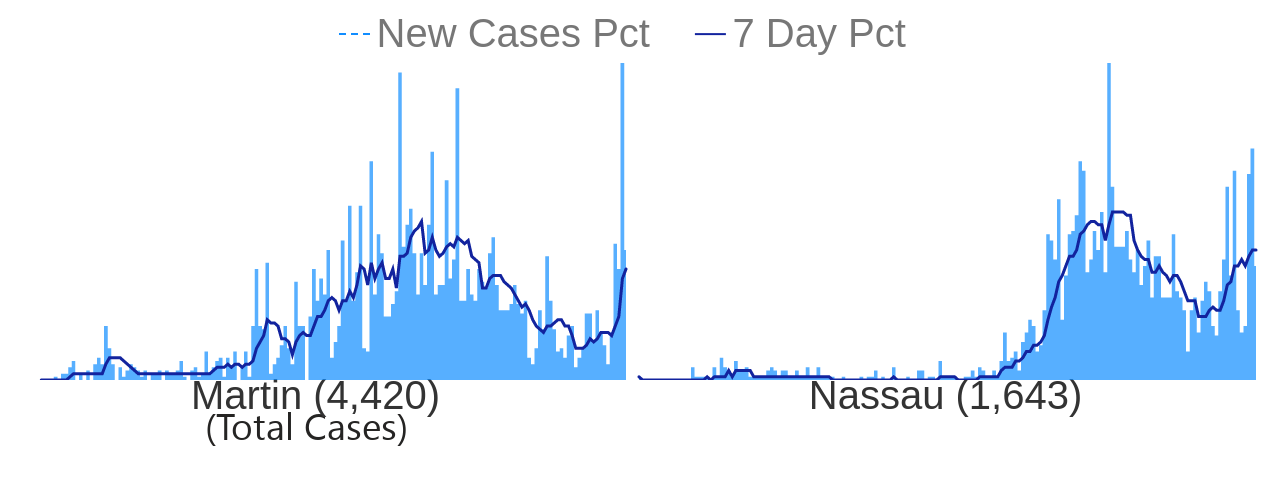 New Cases Pct 7 Day Pct
Martin (4,420) Nassau (1,643)
(Total Cases)